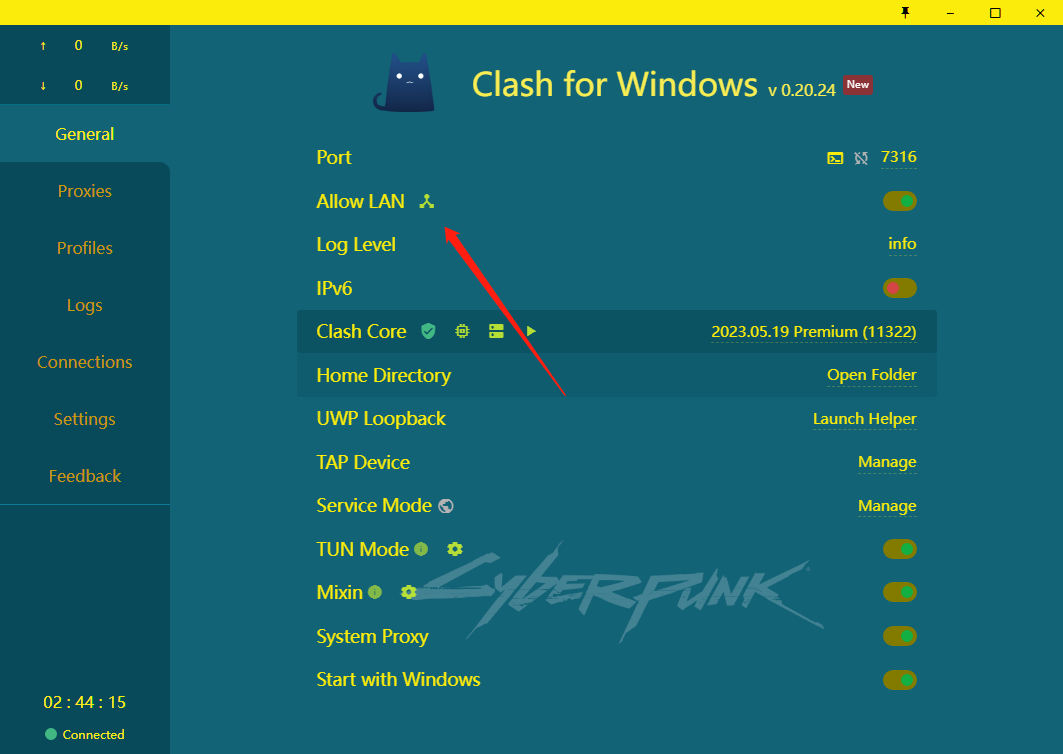 ↑ 0 B/s
↓ 0 B/s
General
Proxies
Profiles
Logs
Connections
Settings
Feedback
02 : 44 : 15
Connected
Clash for Windows v 0.20.24 New
Port 7316
Allow LAN
Log Level info
IPv6
Clash Core 2023.05.19 Premium (11322)
Home Directory Open Folder
UWP Loopback Launch Helper
TAP Device Manage
Service Mode Manage
TUN Mode
Mixin
System Proxy
Start with Windows
CYBERPUNK